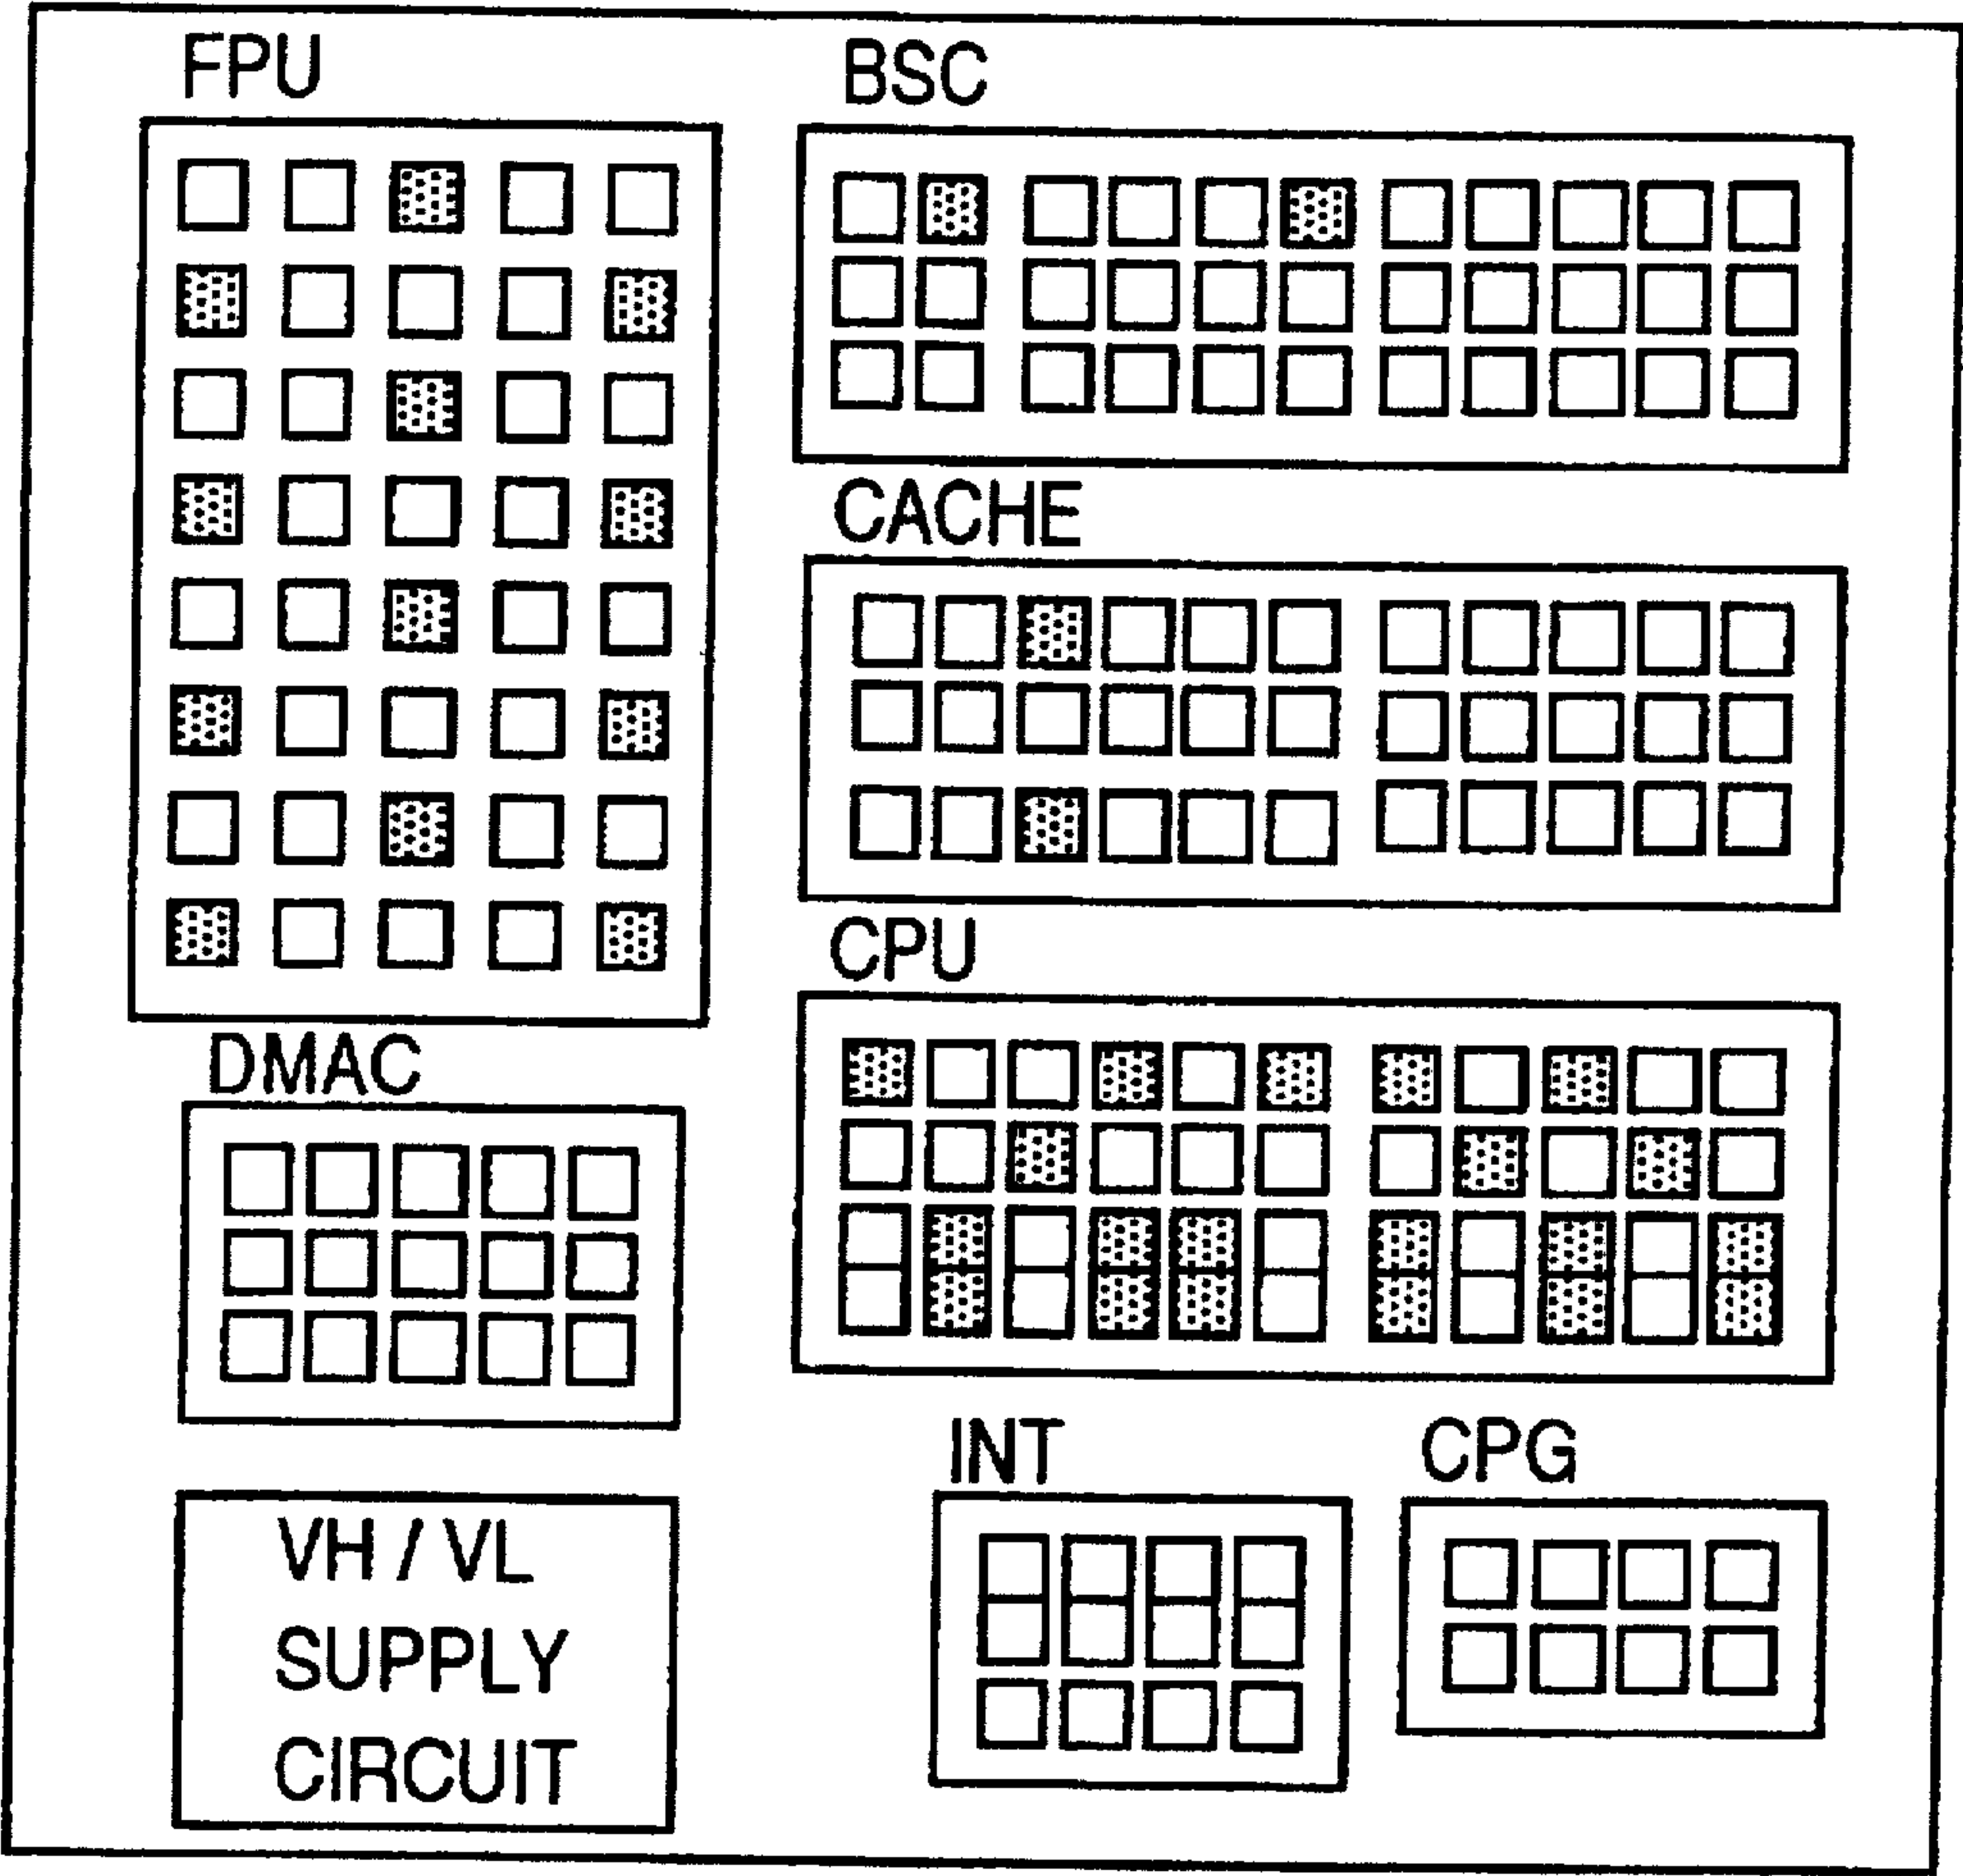 FPU
BSC
CACHE
CPU
DMAC
INT
CPG
VH / VL
SUPPLY
CIRCUIT